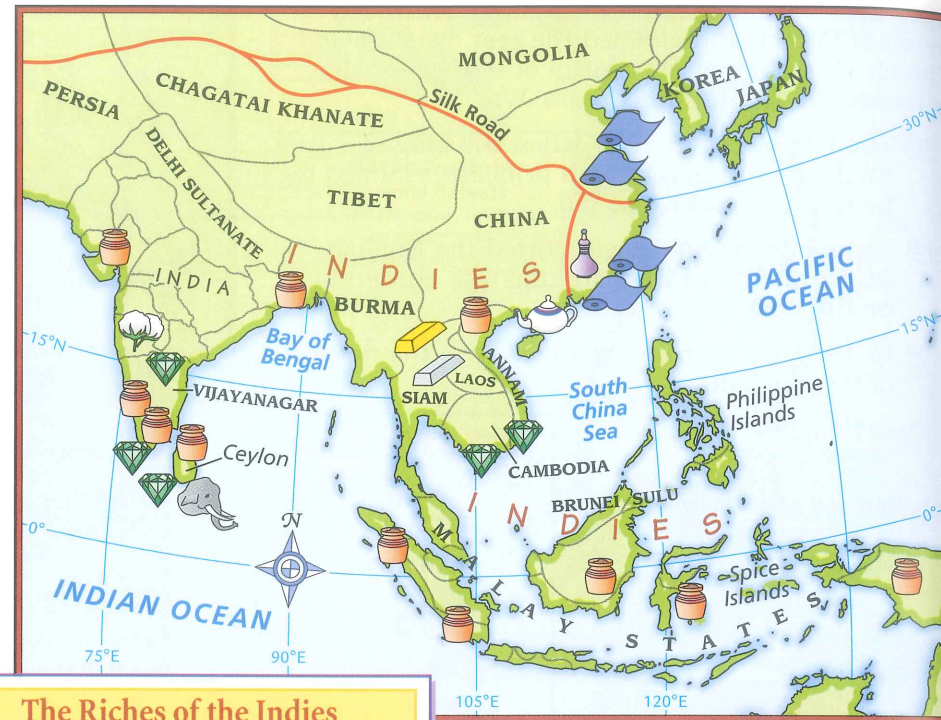 MONGOLIA
KOREA
JAPAN
CHAGATAI KHANATE
PERSIA
Silk Road
30°N
DELHI SULTANATE
TIBET
CHINA
INDIES
INDIA
BURMA
PACIFIC
OCEAN
15°N
15°N
Bay of
Bengal
ANNAM
LAOS
SIAM
South
China
Sea
Philippine
Islands
VIJAYANAGAR
Ceylon
CAMBODIA
BRUNEI
SULU
INDIES
0°
0°
N
MALAY STATES
Spice
Islands
INDIAN OCEAN
75°E
90°E
105°E
120°E
The Riches of the Indies